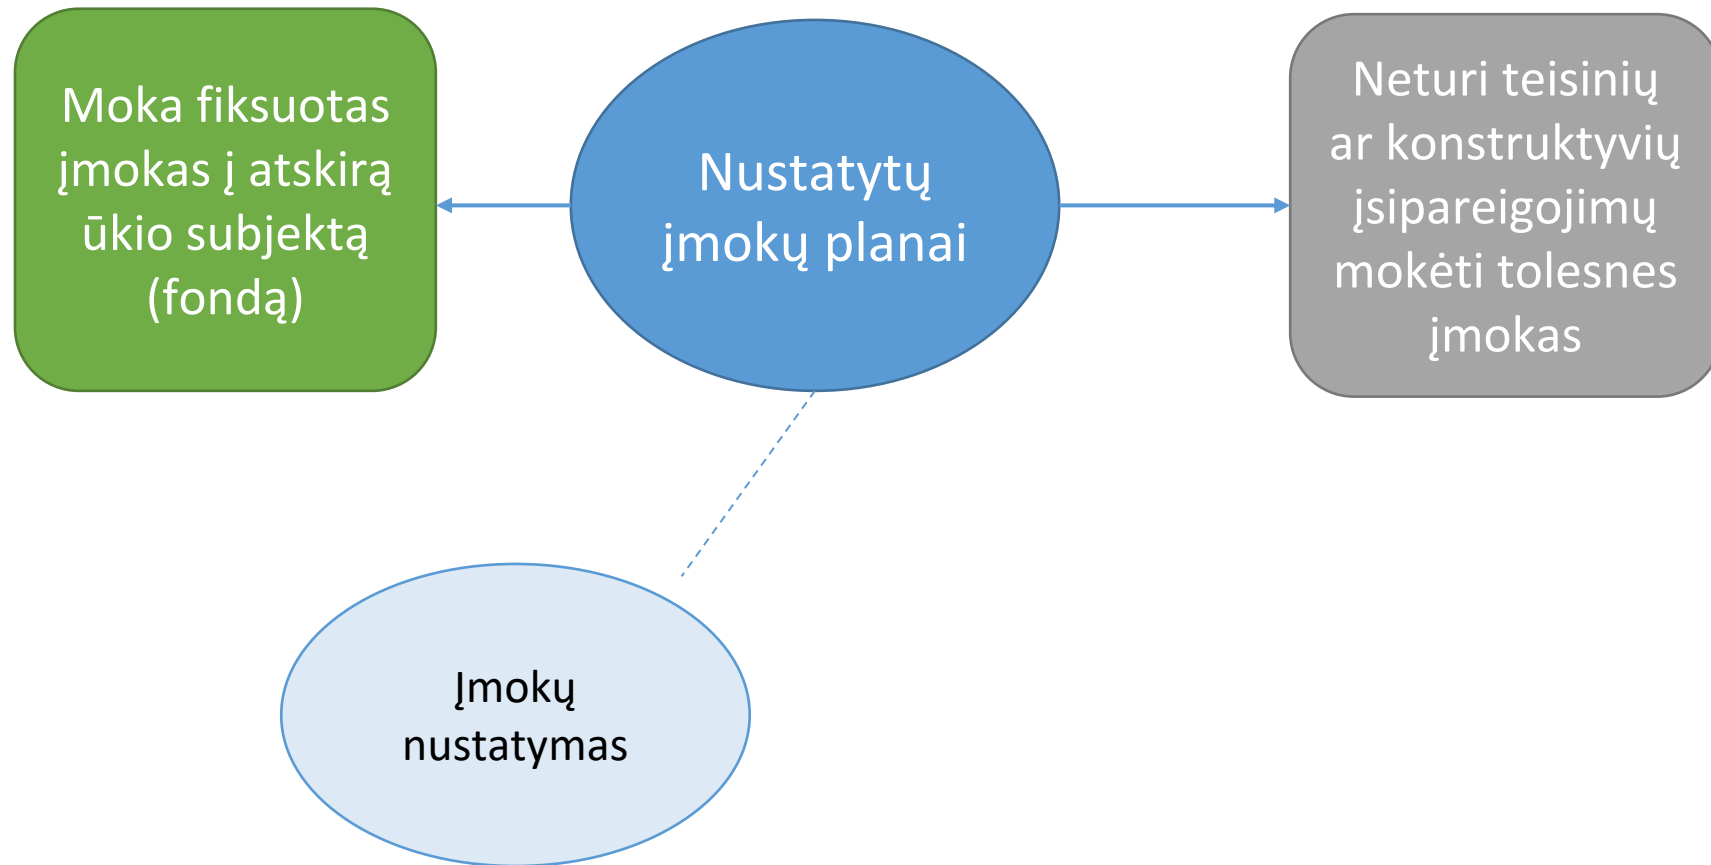 Moka fiksuotas
įmokas į atskirą
ūkio subjektą
(fondą)
Nustatytų
įmokų planai
Neturi teisinių
ar konstruktyvių
įsipareigojimų
mokėti tolesnes
įmokas
Įmokų
nustatymas